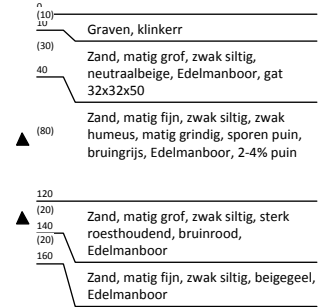 0
(10)
10
Graven, klinkerr
(30)
40
Zand, matig grof, zwak siltig,
neutraalbeige, Edelmanboor, gat
32x32x50
(80)
Zand, matig fijn, zwak siltig, zwak
humeus, matig grindig, sporen puin,
bruingrijs, Edelmanboor, 2-4% puin
120
(20)
140
Zand, matig grof, zwak siltig, sterk
roesthoudend, bruinrood,
Edelmanboor
(20)
160
Zand, matig fijn, zwak siltig, beigegeel,
Edelmanboor